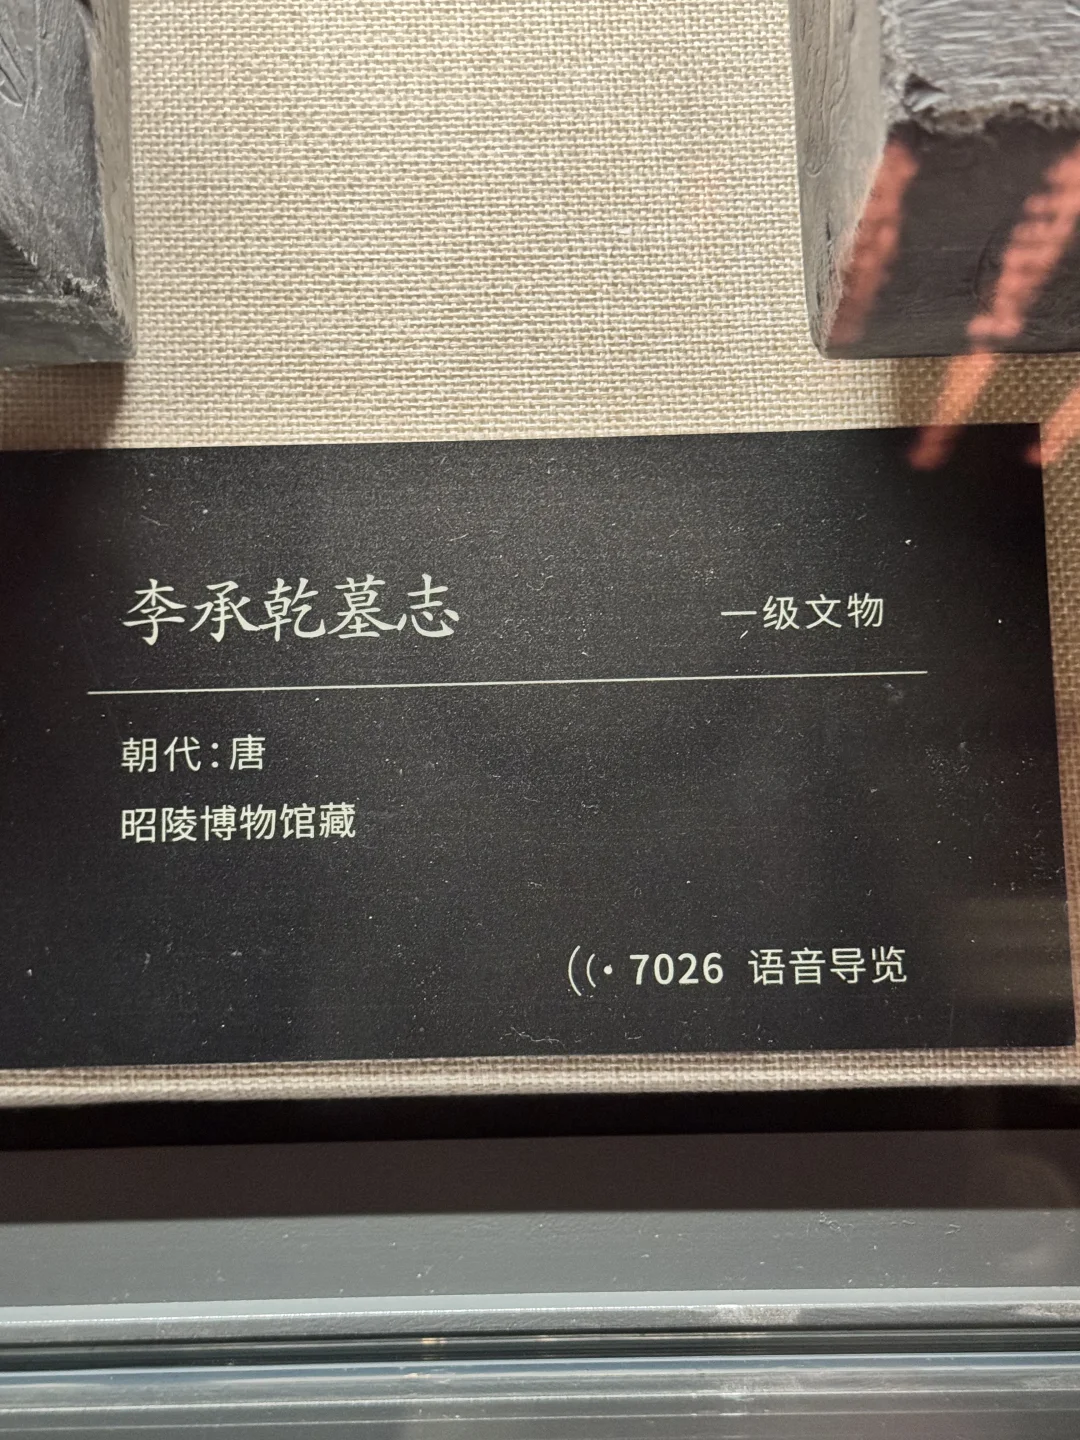 李承乾墓志
一级文物
朝代：唐
昭陵博物馆藏
7026 语音导览